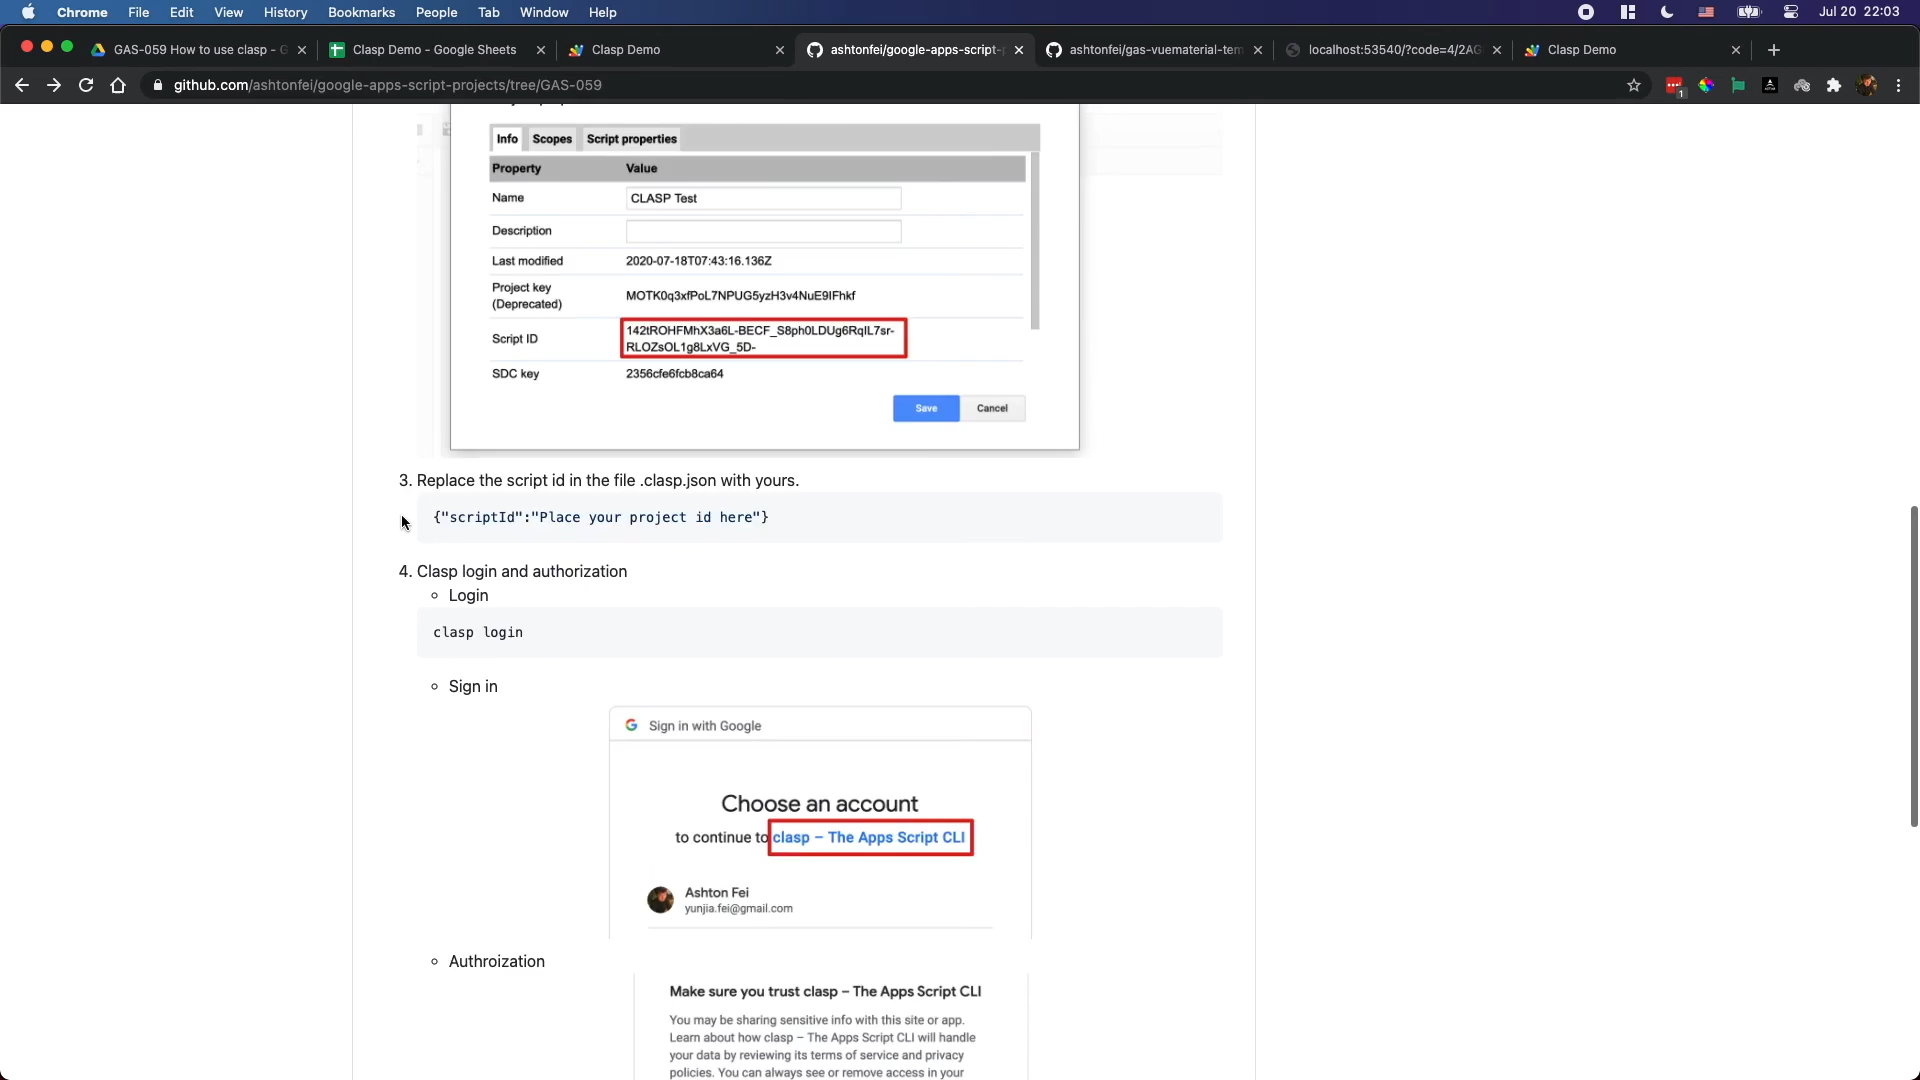 Chrome File Edit View History Bookmarks People Tab Window Help Jul 20 22:03
GAS-059 How to use clasp - G Clasp Demo - Google Sheets Clasp Demo ashtonfei/google-apps-script- ashtonfei/gas-vuematerial-tem localhost:53540/?code=4/2AG Clasp Demo
github.com/ashtonfei/google-apps-script-projects/tree/GAS-059 1
Info Scopes Script properties
Property Value
Name CLASP Test
Description
Last modified 2020-07-18T07:43:16.136Z
Project key MOTK0q3xfPoL7NPUG5yzH3v4NuE9IFhkf
(Deprecated)
Script ID 142tROHFMhX3a6L-BECF_S8ph0LDUg6RqIL7sr-
RLOZsOL1g8LxVG_5D-
SDC key 2356cfe6fcb8ca64
Save Cancel
3. Replace the script id in the file .clasp.json with yours.
{"scriptId":"Place your project id here"}
4. Clasp login and authorization
Login
clasp login
Sign in
Sign in with Google
Choose an account
to continue to clasp – The Apps Script CLI
Ashton Fei
yunjia.fei@gmail.com
Authroization
Make sure you trust clasp – The Apps Script CLI
You may be sharing sensitive info with this site or app.
Learn about how clasp – The Apps Script CLI will handle
your data by reviewing its terms of service and privacy
policies. You can always see or remove access in your